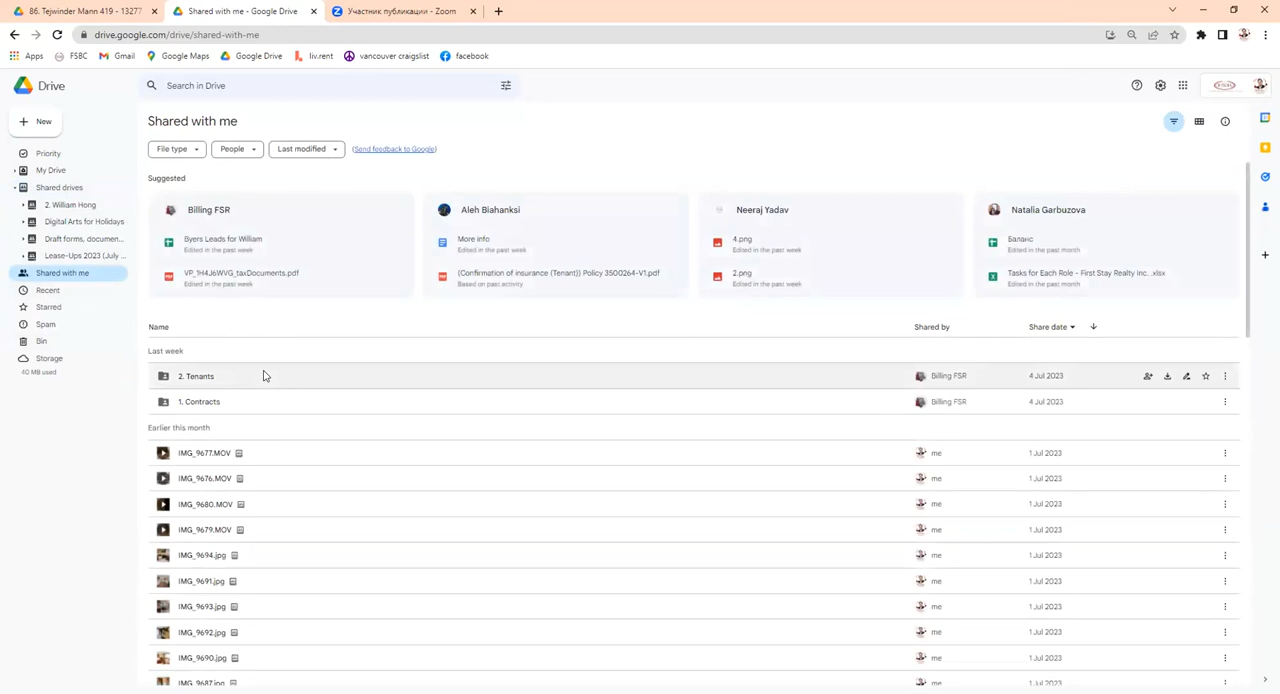 86. Tejwinder Mann 419 - 13277
Shared with me - Google Drive
Участник публикации - Zoom
drive.google.com/drive/shared-with-me
Apps
FSBC
Gmail
Google Maps
Google Drive
liv.rent
vancouver craigslist
facebook
Drive
Search in Drive
New
Priority
My Drive
Shared drives
2. William Hong
Digital Arts for Holidays
Draft forms, documen...
Lease-Ups 2023 (July ...
Shared with me
Recent
Starred
Spam
Bin
Storage
40 MB used
Shared with me
File type
People
Last modified
(Send feedback to Google)
Suggested
Billing FSR
Byers Leads for William
Edited in the past week
VP_1H4J6WVG_taxDocuments.pdf
Edited in the past week
Aleh Biahanksi
More info
Edited in the past week
(Confirmation of insurance (Tenant)) Policy 3500264-V1.pdf
Based on past activity
Neeraj Yadav
4.png
Edited in the past week
2.png
Edited in the past week
Natalia Garbuzova
Баланс
Edited in the past month
Tasks for Each Role - First Stay Realty Inc. .xlsx
Edited in the past month
Name Shared by Share date
Last week
2. Tenants Billing FSR 4 Jul 2023
1. Contracts Billing FSR 4 Jul 2023
Earlier this month
IMG_9677.MOV me 1 Jul 2023
IMG_9676.MOV me 1 Jul 2023
IMG_9680.MOV me 1 Jul 2023
IMG_9679.MOV me 1 Jul 2023
IMG_9694.jpg me 1 Jul 2023
IMG_9691.jpg me 1 Jul 2023
IMG_9693.jpg me 1 Jul 2023
IMG_9692.jpg me 1 Jul 2023
IMG_9690.jpg me 1 Jul 2023
IMG_9687.jpg me 1 Jul 2023